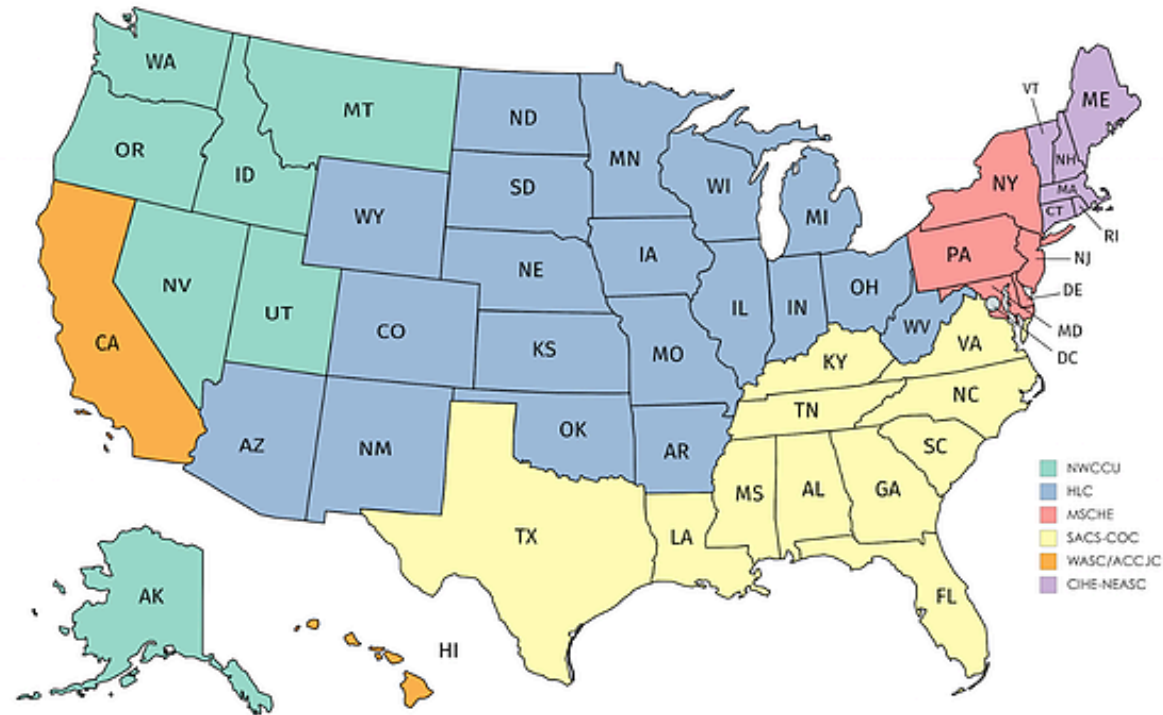 WA
MT
ND
MN
VT
ME
OR
ID
SD
WI
MI
NY
NH
MA
CT
RI
WY
NE
IA
PA
NJ
NV
UT
CO
IL
IN
OH
WV
DE
MD
DC
CA
KS
MO
KY
VA
AZ
NM
OK
AR
TN
NC
SC
MS
AL
GA
TX
LA
FL
AK
HI
NWCCU
HLC
MSCHE
SACS-COC
WASC/ACCJC
CIHE-NEASC